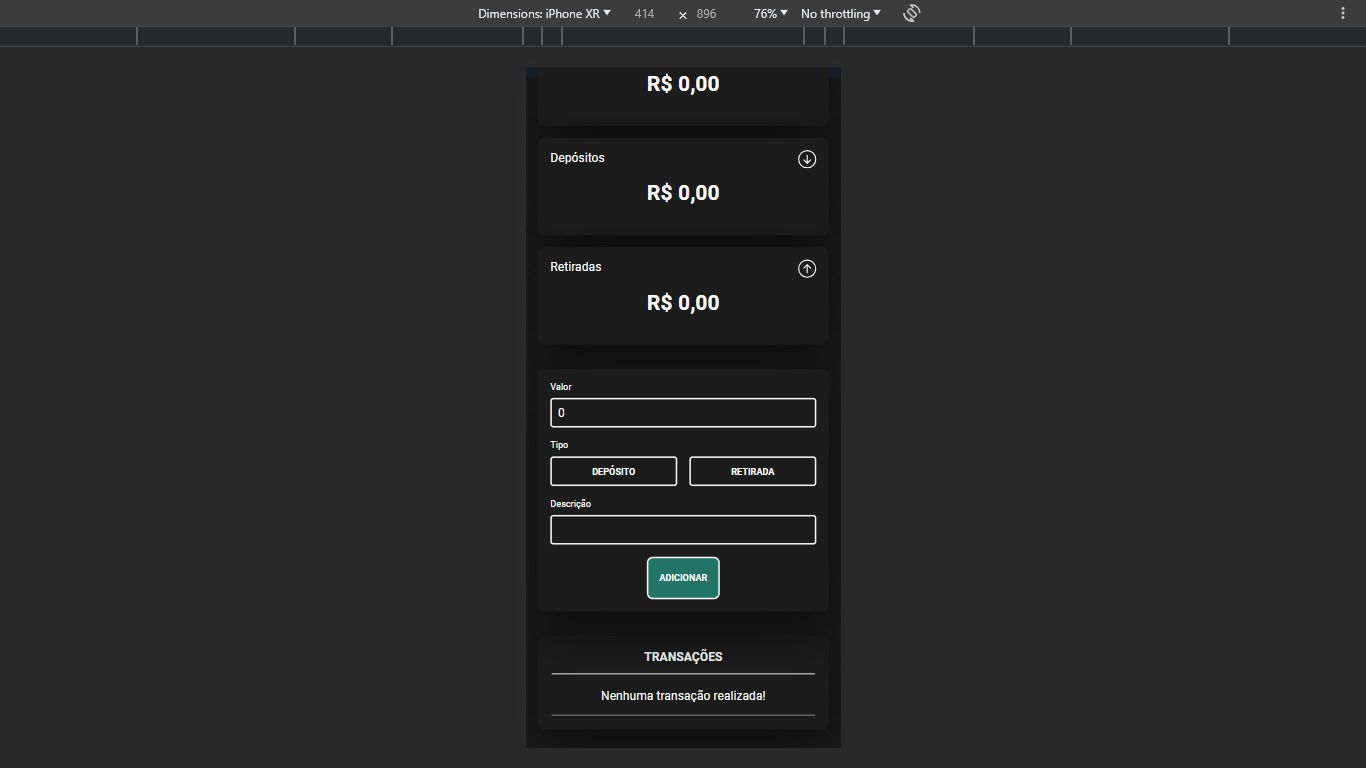 Dimensions: iPhone XR 414 × 896 76% No throttling
R$ 0,00
Depósitos
R$ 0,00
Retiradas
R$ 0,00
Valor
0
Tipo
DEPÓSITO RETIRADA
Descrição
ADICIONAR
TRANSAÇÕES
Nenhuma transação realizada!